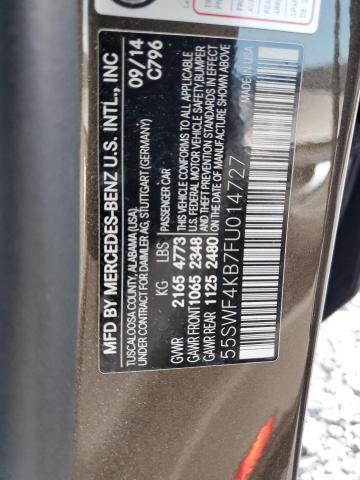 MFD BY MERCEDES-BENZ U.S. INTL., INC
TUSCALOOSA COUNTY, ALABAMA (USA),
UNDER CONTRACT FOR DAIMLER AG, STUTTGART (GERMANY)
09/14
C796
KG LBS
GVWR 2165 4773
GAWR FRONT 1065 2348
GAWR REAR 1125 2480
PASSENGER CAR
THIS VEHICLE CONFORMS TO ALL APPLICABLE
U.S. FEDERAL MOTOR VEHICLE SAFETY/BUMPER
AND THEFT PREVENTION STANDARDS IN EFFECT
ON THE DATE OF MANUFACTURE SHOWN ABOVE.
55SWF4KB7FU014727
MADE IN USA